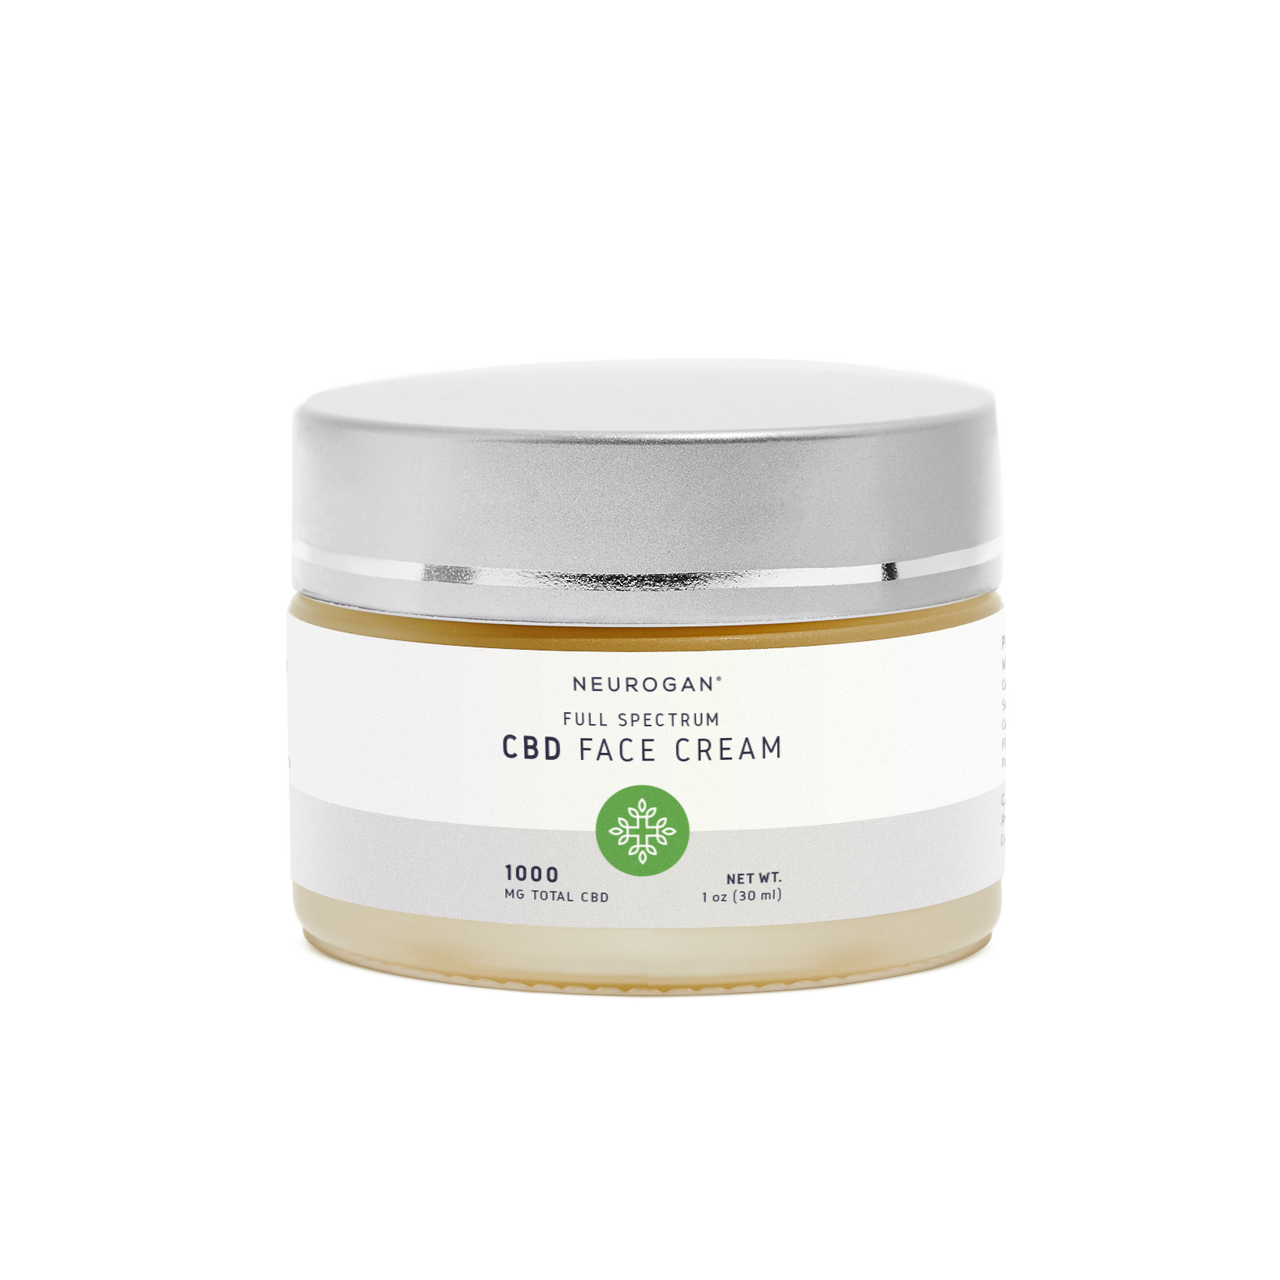 NEUROGAN®
FULL SPECTRUM
CBD FACE CREAM
1000
MG TOTAL CBD
NET WT.
1 oz (30 ml)